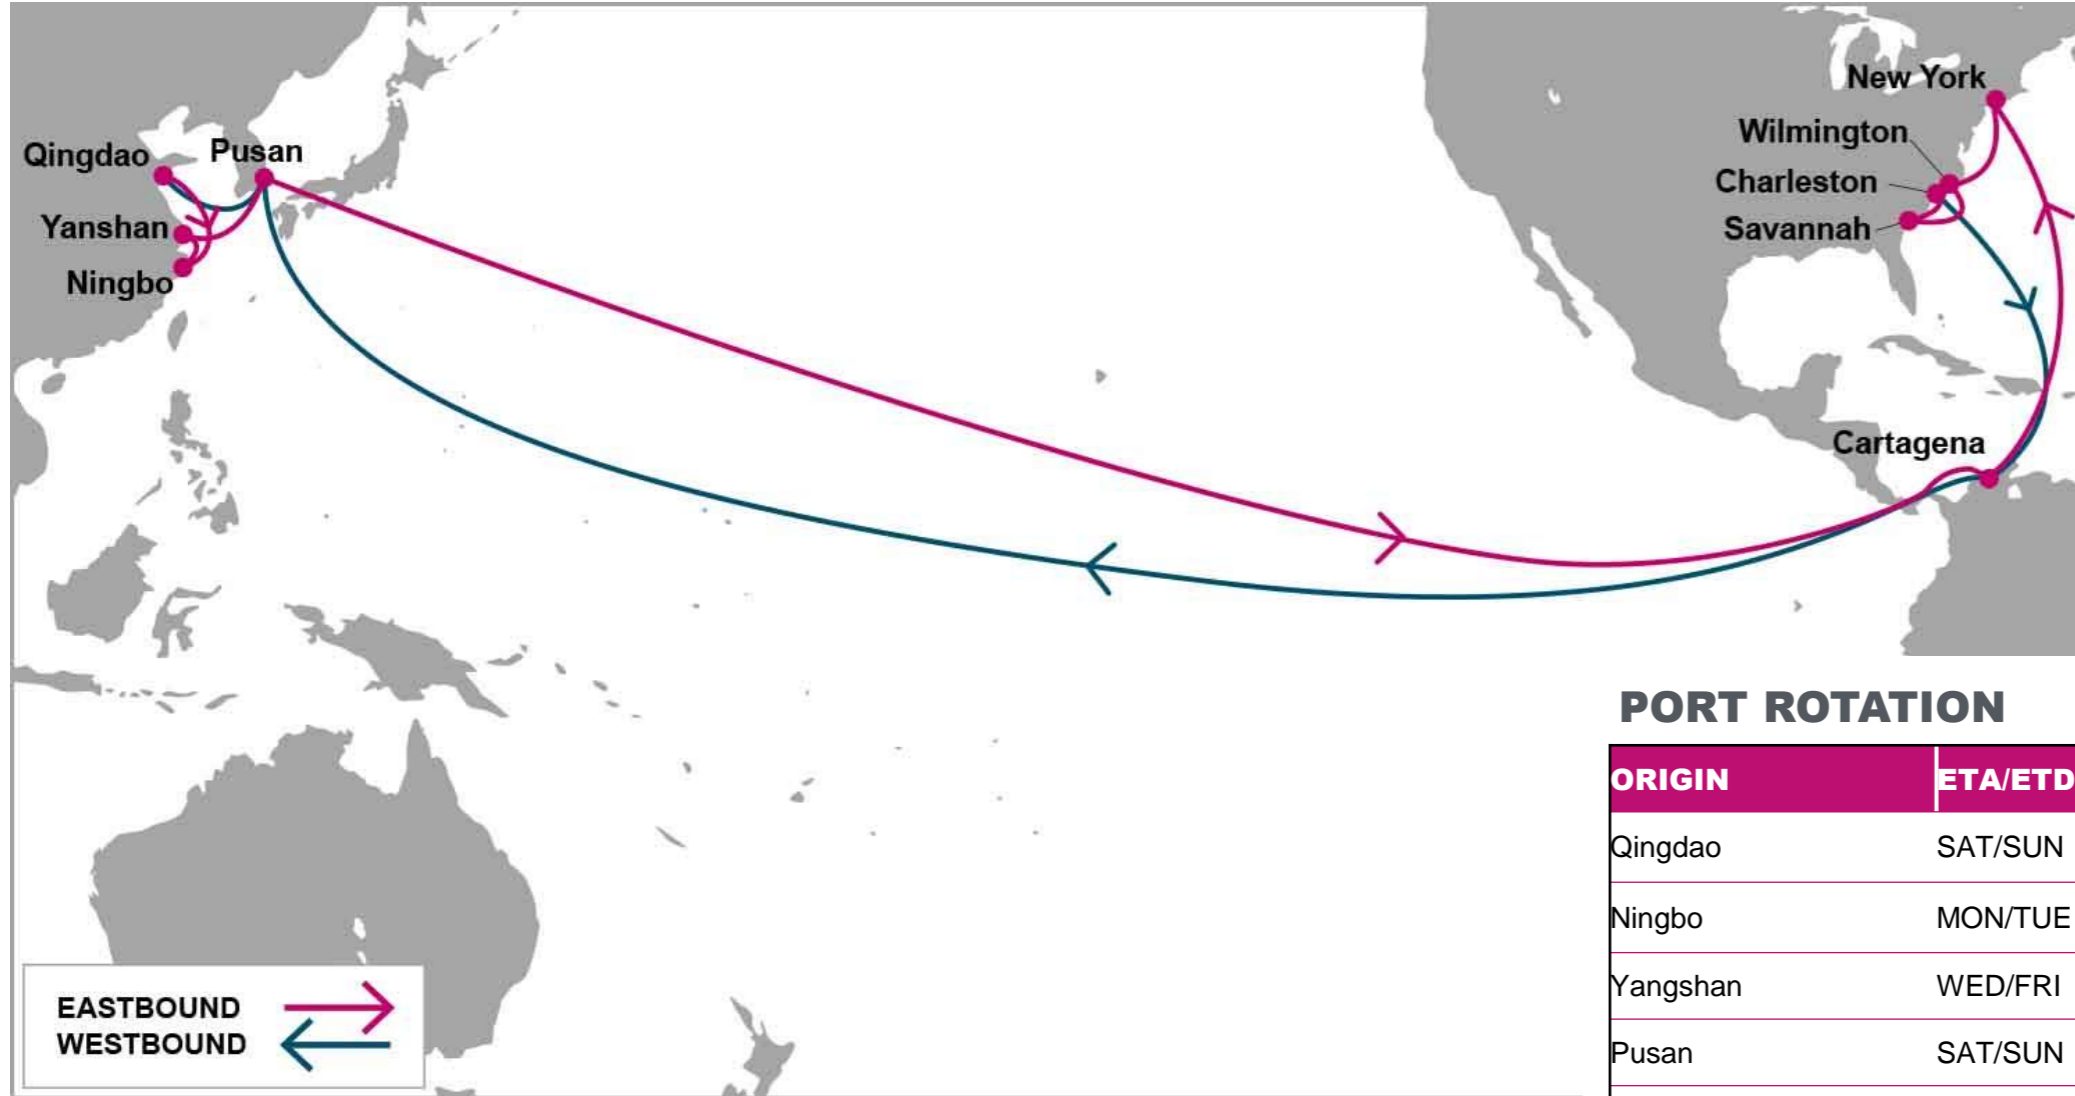 New York
Wilmington
Qingdao
Pusan
Charleston
Yanshan
Savannah
Ningbo
Cartagena
PORT ROTATION
ORIGIN ETA/ETD
Qingdao SAT/SUN
Ningbo MON/TUE
Yangshan WED/FRI
Pusan SAT/SUN
EASTBOUND
WESTBOUND